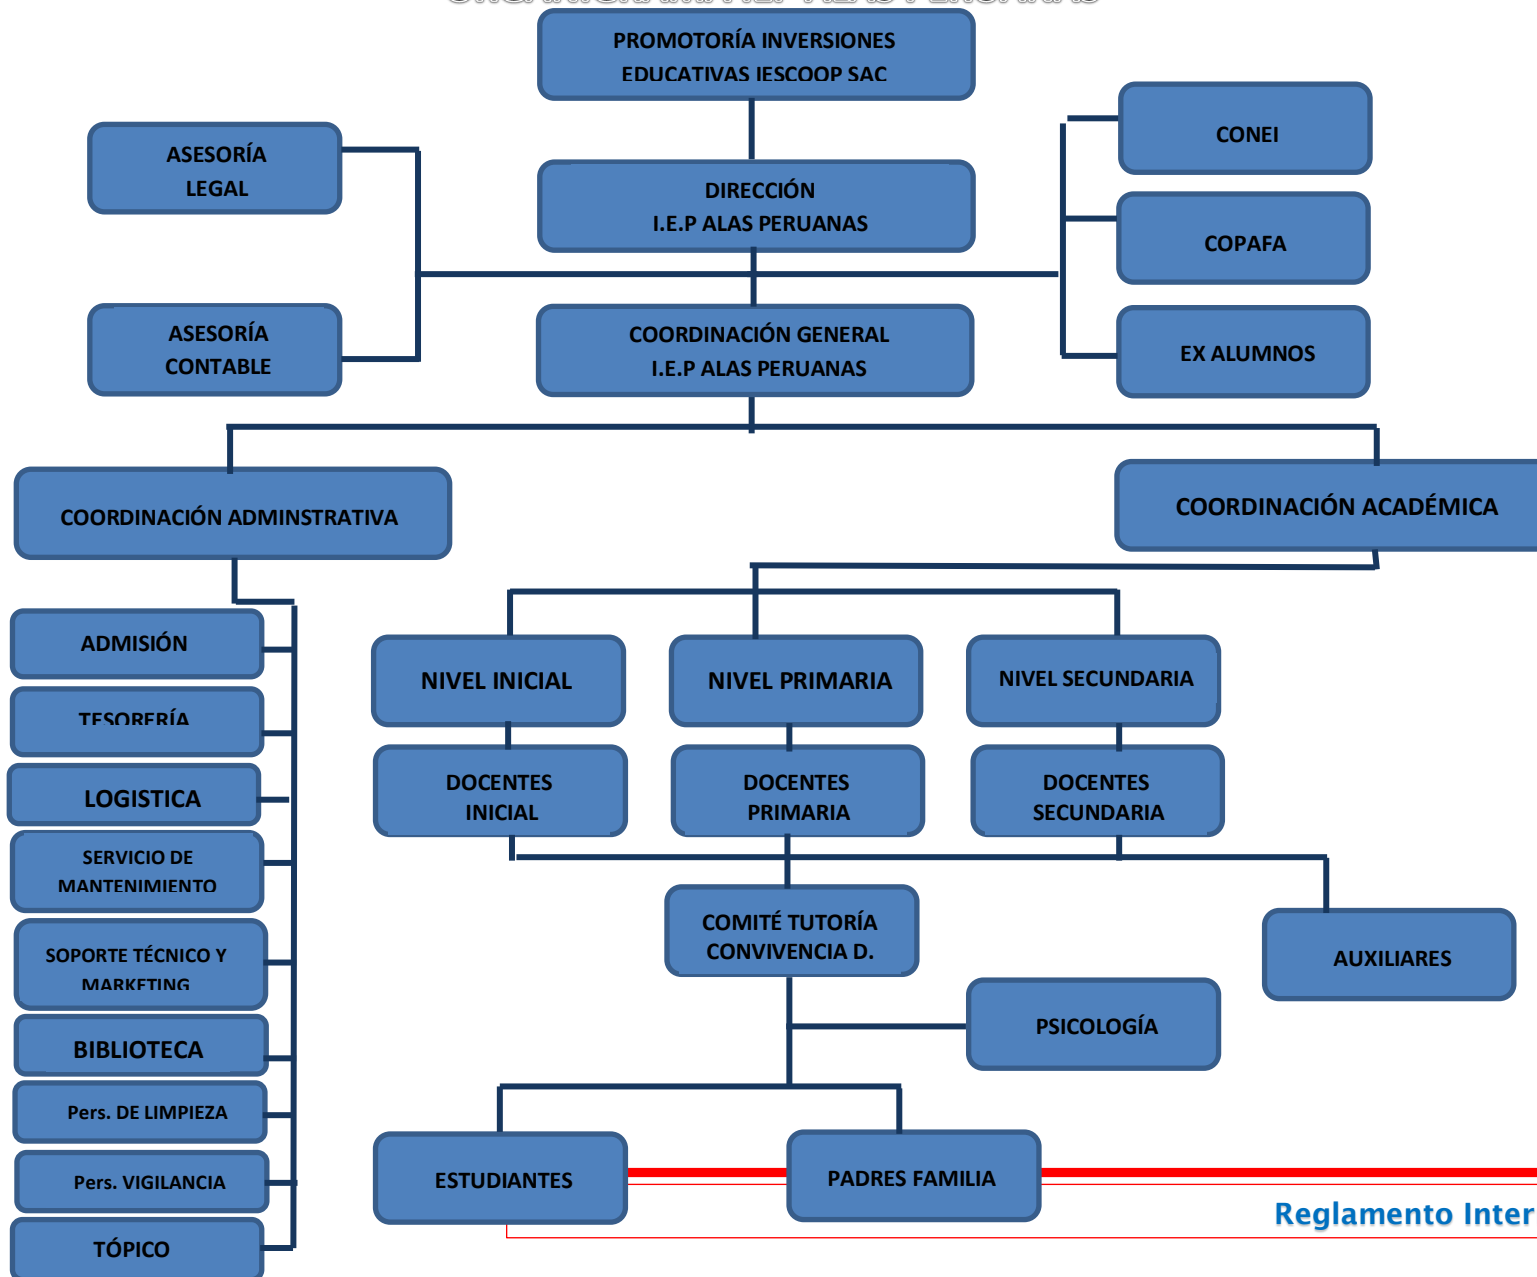 PROMOTORÍA INVERSIONES
EDUCATIVAS IESCOOP SAC
ASESORÍA
LEGAL
CONEI
DIRECCIÓN
I.E.P ALAS PERUANAS
COPAFA
ASESORÍA
CONTABLE
COORDINACIÓN GENERAL
I.E.P ALAS PERUANAS
EX ALUMNOS
COORDINACIÓN ADMINSTRATIVA
COORDINACIÓN ACADÉMICA
ADMISIÓN
TESORERÍA
LOGISTICA
SERVICIO DE
MANTENIMIENTO
SOPORTE TÉCNICO Y
MARKETING
BIBLIOTECA
Pers. DE LIMPIEZA
Pers. VIGILANCIA
TÓPICO
NIVEL INICIAL
NIVEL PRIMARIA
NIVEL SECUNDARIA
DOCENTES
INICIAL
DOCENTES
PRIMARIA
DOCENTES
SECUNDARIA
COMITÉ TUTORÍA
CONVIVENCIA D.
AUXILIARES
PSICOLOGÍA
ESTUDIANTES
PADRES FAMILIA
Reglamento Inter